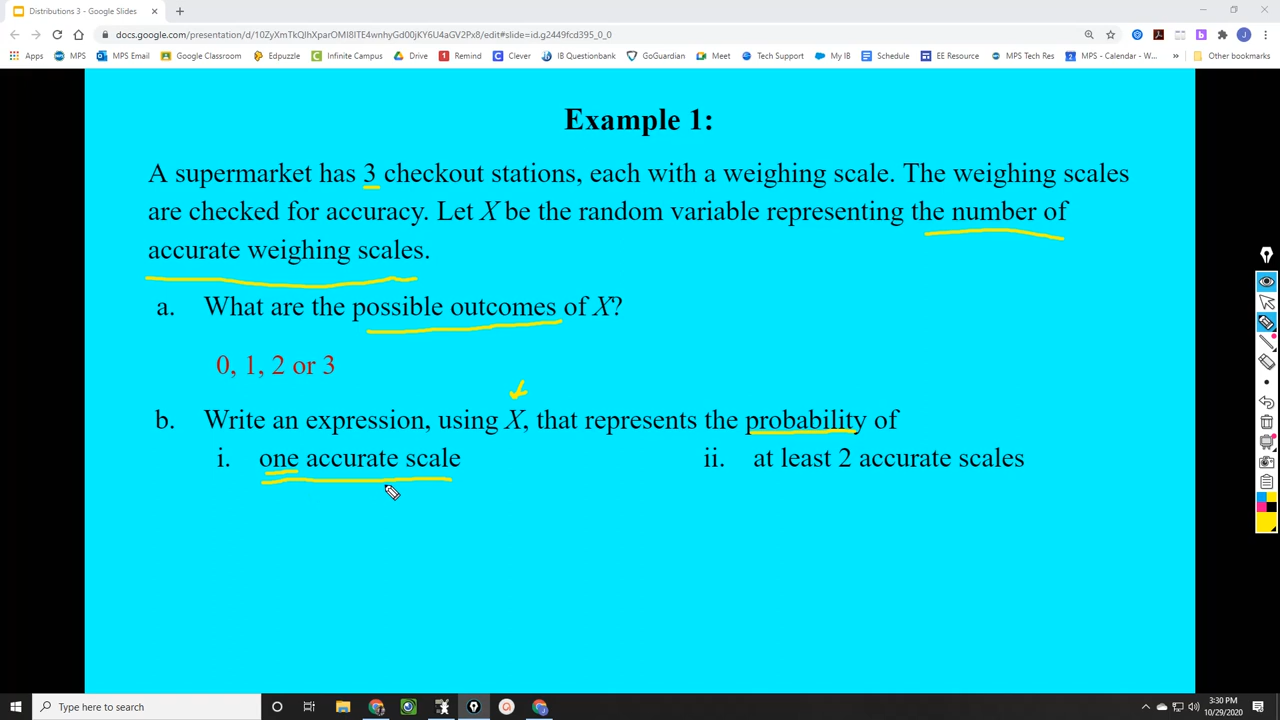 Distributions 3 - Google Slides
docs.google.com/presentation/d/10ZyXmTkQlhXparOMI8lTE4wnhyGd00jKY6U4aGV2Px8/edit#slide=id.g2449fcd395_0_0
Apps MPS MPS Email Google Classroom Edpuzzle Infinite Campus Drive Remind Clever IB Questionbank GoGuardian Meet Tech Support My IB Schedule EE Resource MPS Tech Res MPS - Calendar - W... » Other bookmarks
Example 1:
A supermarket has 3 checkout stations, each with a weighing scale. The weighing scales
are checked for accuracy. Let X be the random variable representing the number of
accurate weighing scales.
a. What are the possible outcomes of X?
0, 1, 2 or 3
b. Write an expression, using X, that represents the probability of
i. one accurate scale
ii. at least 2 accurate scales
Type here to search
3:30 PM
10/29/2020